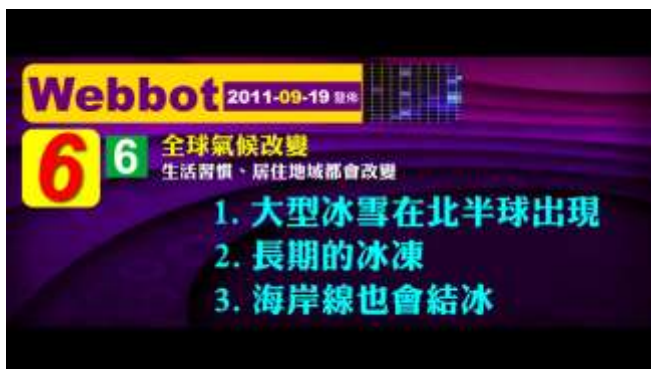 Webbot 2011-09-19 發佈
6 6 全球氣候改變
生活習慣、居住地域都會改變
1. 大型冰雪在北半球出現
2. 長期的冰凍
3. 海岸線也會結冰